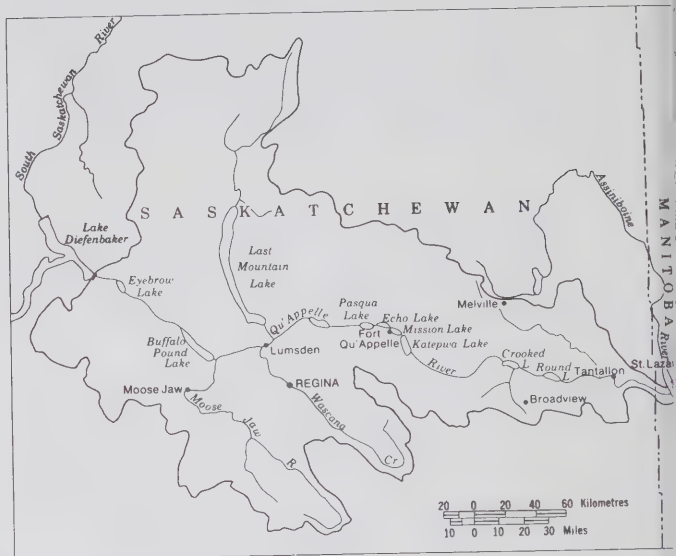 South Saskatchewan River
SASKATCHEWAN
MANITOBA
Assiniboine
River
Lake
Diefenbaker
Eyebrow
Lake
Last
Mountain
Lake
Buffalo
Pound
Lake
Qu'Appelle
River
Pasqua
Lake
Echo Lake
Fort
Qu'Appelle
Mission Lake
Katepwa Lake
Melville
Crooked
L
Round
L
Tantallon
St. Laza
Lumsden
Moose Jaw
REGINA
Broadview
Moose Jaw R
Wascana Cr
20 0 20 40 60 Kilometres
10 0 10 20 30 Miles